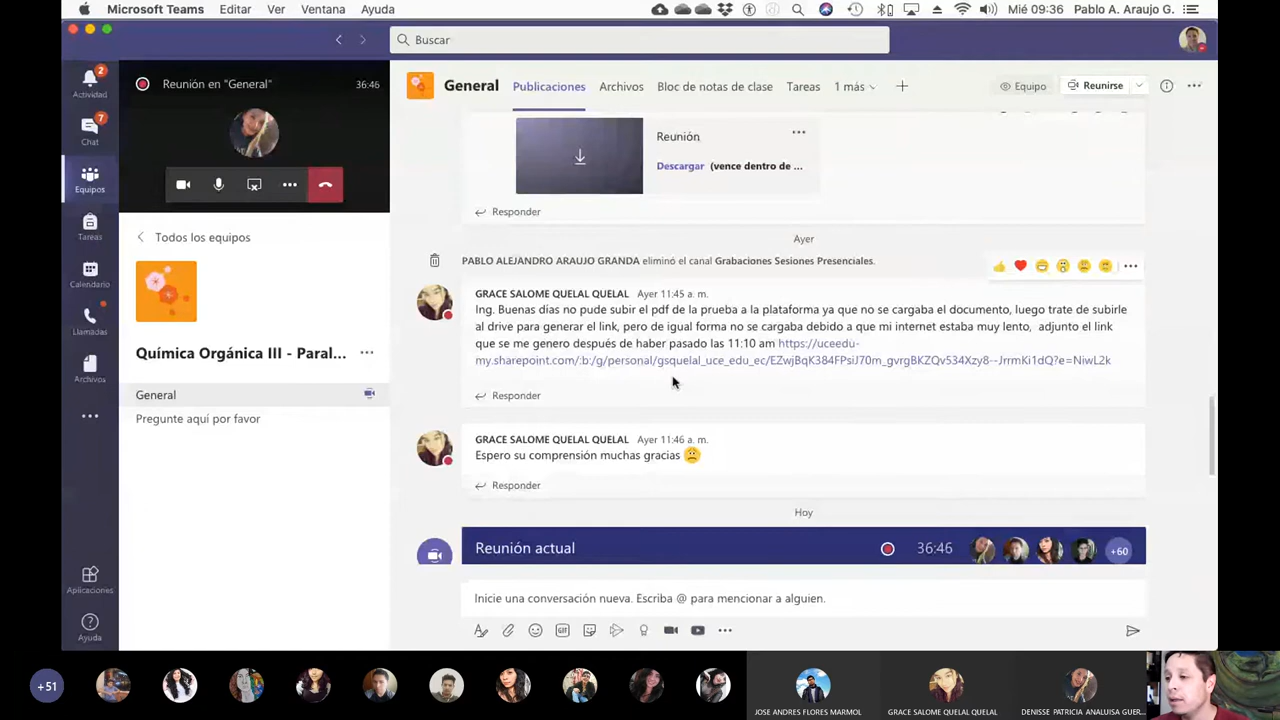 Microsoft Teams Editar Ver Ventana Ayuda Mié 09:36 Pablo A. Araujo G.
Buscar
Actividad
2
Chat
7
Equipos
Tareas
Calendario
Llamadas
Archivos
Aplicaciones
Ayuda
Reunión en "General" 36:46
Todos los equipos
Química Orgánica III - Paral...
General
Pregunte aquí por favor
General Publicaciones Archivos Bloc de notas de clase Tareas 1 más Equipo Reunirse
Reunión
Descargar (vence dentro de ...
Responder
Ayer
PABLO ALEJANDRO ARAUJO GRANDA eliminó el canal Grabaciones Sesiones Presenciales.
GRACE SALOME QUELAL QUELAL Ayer 11:45 a. m.
Ing. Buenas dias no pude subir el pdf de la prueba a la plataforma ya que no se cargaba el documento, luego trate de subirle
al drive para generar el link, pero de igual forma no se cargaba debido a que mi internet estaba muy lento, adjunto el link
que se me genero después de haber pasado las 11:10 am https://uceedu-
my.sharepoint.com/:b:/g/personal/gsquelal_uce_edu_ec/EZwjBqK384FPsiJ70m_gvrgBKZQv534Xzy8--JrrmKi1dQ?e=NiwL2k
Responder
GRACE SALOME QUELAL QUELAL Ayer 11:46 a. m.
Espero su comprensión muchas gracias
Responder
Hoy
Reunión actual 36:46 +60
Inicie una conversación nueva. Escriba @ para mencionar a alguien.
GIF
+51
JOSE ANDRES FLORES MARMOL
GRACE SALOME QUELAL QUELAL
DENISSE PATRICIA ANALUISA GUER...